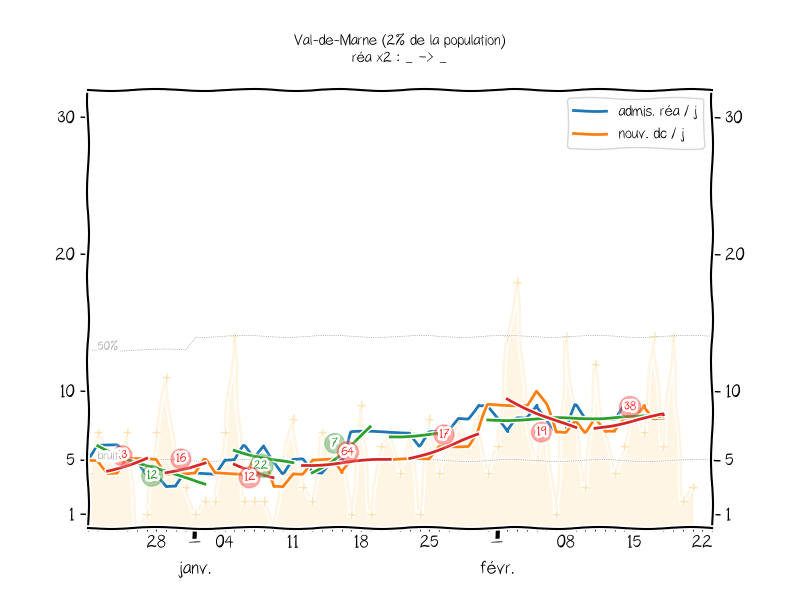 Val-de-Marne (2% de la population)
réa x2 : _ -> _
admis. réa / j
nouv. dc / j
30 30
20 20
10 10
5 5
1 1
50%
bruit
3 12 16 12 22 7 64 17 19 38
28 04 11 18 25 08 15 22
janv. févr.